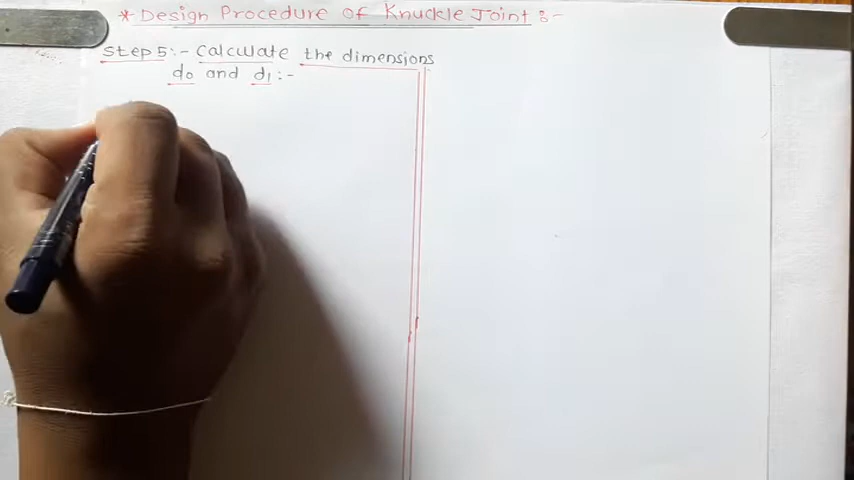 * Design Procedure of Knuckle Joint :-
Step 5:- Calculate the dimensions
do and d1 :-